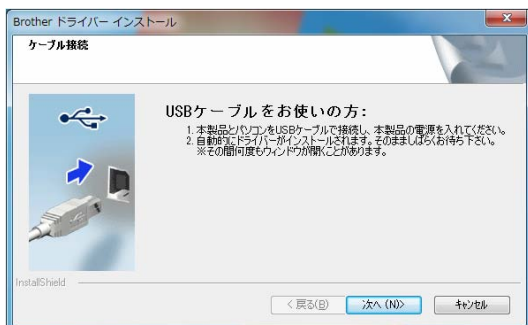 Brother ドライバー インストール
ケーブル接続
USBケーブルをお使いの方:
1. 本製品とパソコンをUSBケーブルで接続し、本製品の電源を入れてください。
2. 自動的にドライバーがインストールされます。そのまましばらくお待ち下さい。
※その間何度もウィンドウが開くことがあります。
InstallShield
< 戻る(B) 次へ (N)> キャンセル